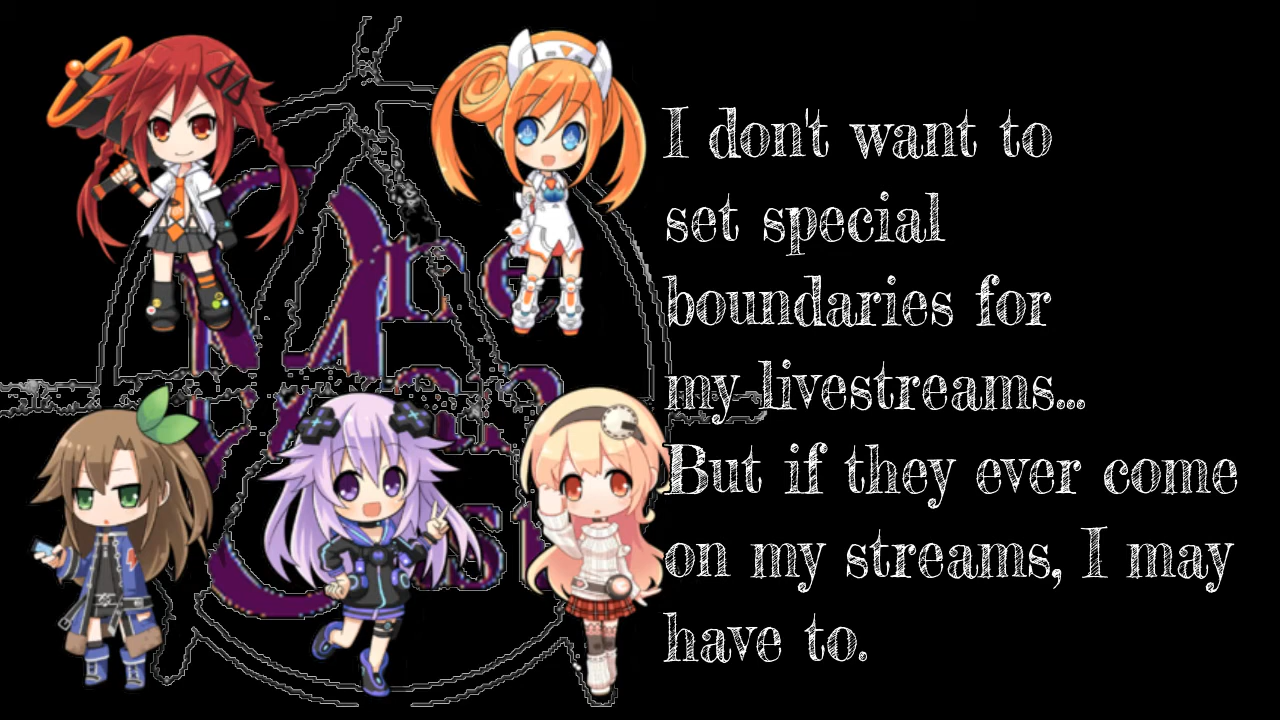 I don't want to
set special
boundaries for
my livestreams...
But if they ever come
on my streams, I may
have to.